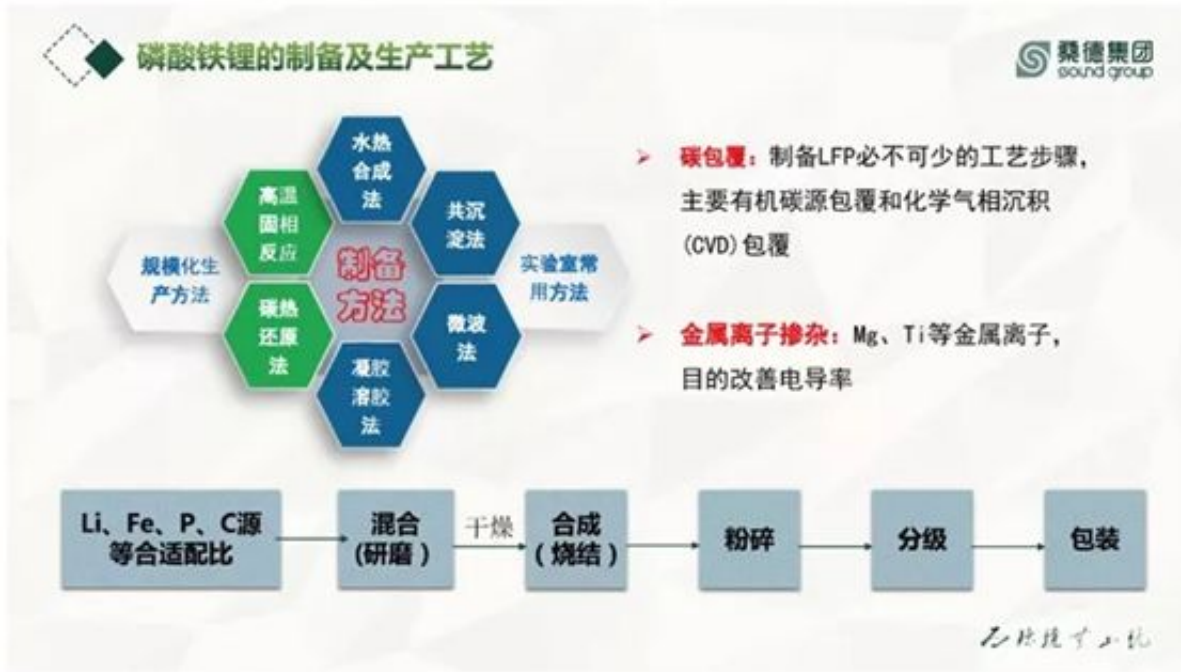 磷酸铁锂的制备及生产工艺
桑德集团
sound group
水热
合成
法
高温
固相
反应
共沉
淀法
规模化生
产方法
制备
方法
实验室常
用方法
碳热
还原
法
微波
法
凝胶
溶胶
法
碳包覆：制备LFP必不可少的工艺步骤，
主要有机碳源包覆和化学气相沉积
(CVD)包覆
金属离子掺杂：Mg、Ti等金属离子，
目的改善电导率
Li、Fe、P、C源
等合适配比
混合
(研磨）
干燥
合成
（烧结）
粉碎
分级
包装